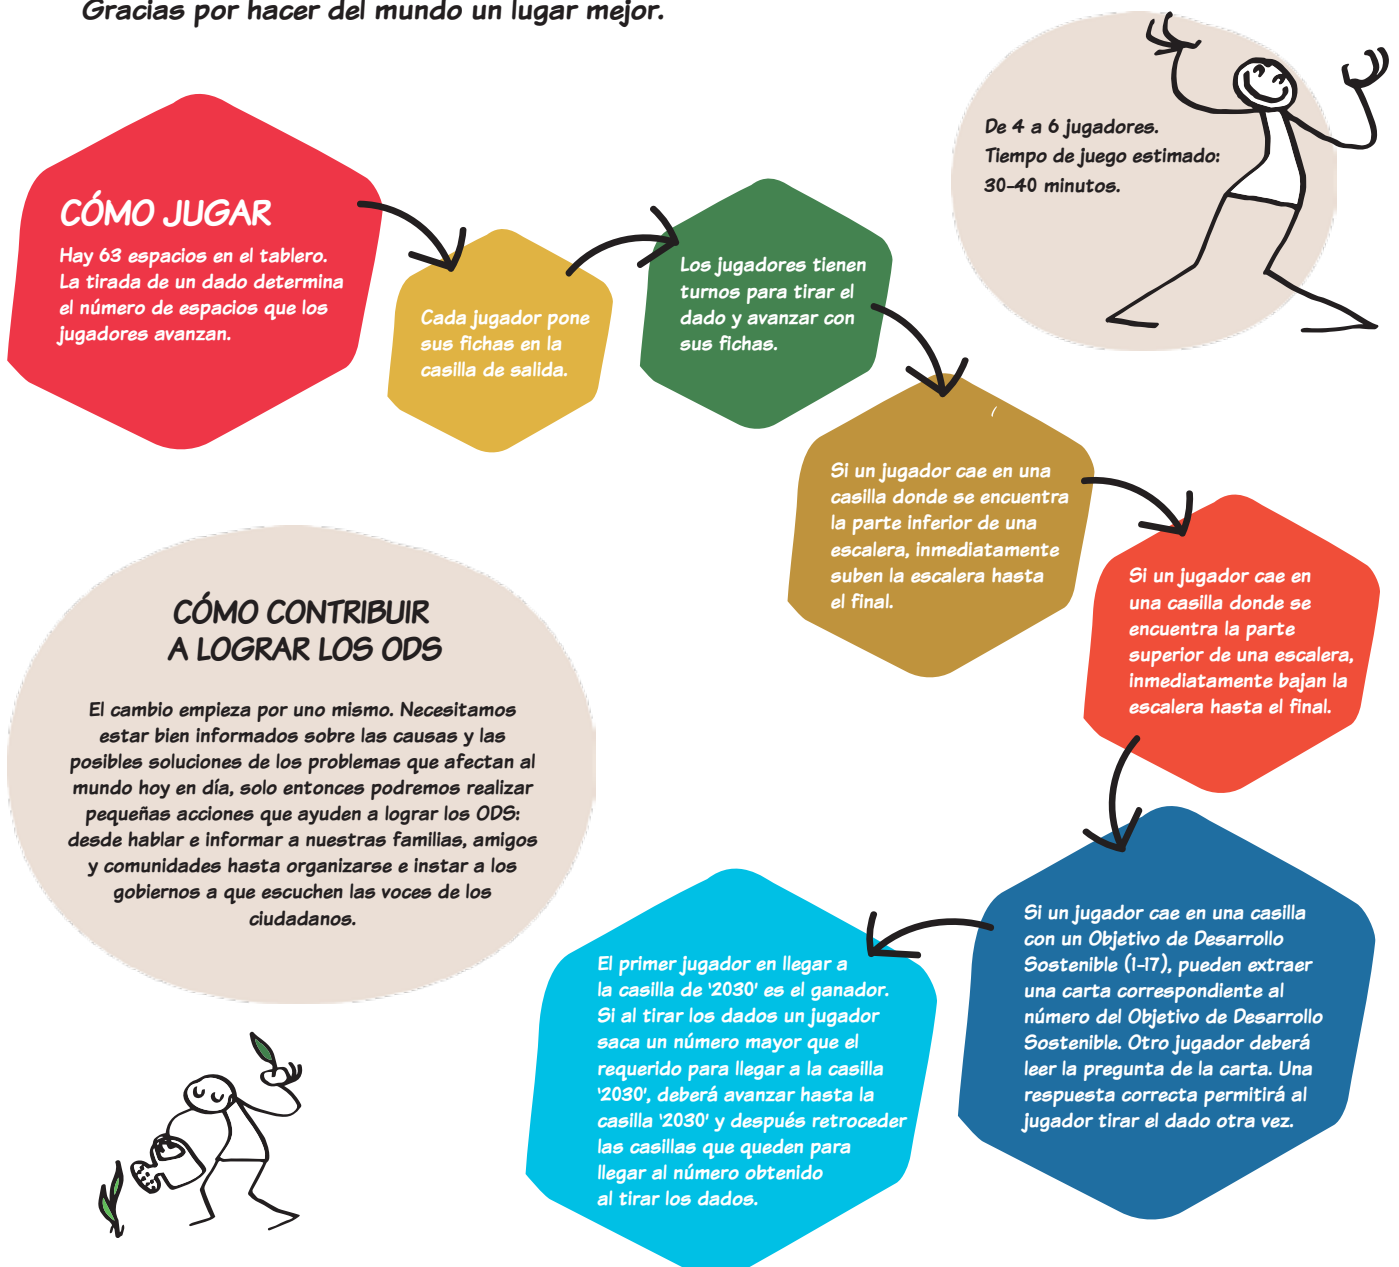 Gracias por hacer del mundo un lugar mejor.
De 4 a 6 jugadores.
Tiempo de juego estimado:
30-40 minutos.
CÓMO JUGAR
Hay 63 espacios en el tablero.
La tirada de un dado determina
el número de espacios que los
jugadores avanzan.
Cada jugador pone
sus fichas en la
casilla de salida.
Los jugadores tienen
turnos para tirar el
dado y avanzar con
sus fichas.
Si un jugador cae en una
casilla donde se encuentra
la parte inferior de una
escalera, inmediatamente
suben la escalera hasta
el final.
Si un jugador cae en
una casilla donde se
encuentra la parte
superior de una escalera,
inmediatamente bajan la
escalera hasta el final.
Si un jugador cae en una casilla
con un Objetivo de Desarrollo
Sostenible (1-17), pueden extraer
una carta correspondiente al
número del Objetivo de Desarrollo
Sostenible. Otro jugador deberá
leer la pregunta de la carta. Una
respuesta correcta permitirá al
jugador tirar el dado otra vez.
El primer jugador en llegar a
la casilla de '2030' es el ganador.
Si al tirar los dados un jugador
saca un número mayor que el
requerido para llegar a la casilla
'2030', deberá avanzar hasta la
casilla '2030' y después retroceder
las casillas que queden para
llegar al número obtenido
al tirar los dados.
CÓMO CONTRIBUIR
A LOGRAR LOS ODS
El cambio empieza por uno mismo. Necesitamos
estar bien informados sobre las causas y las
posibles soluciones de los problemas que afectan al
mundo hoy en día, solo entonces podremos realizar
pequeñas acciones que ayuden a lograr los ODS:
desde hablar e informar a nuestras familias, amigos
y comunidades hasta organizarse e instar a los
gobiernos a que escuchen las voces de los
ciudadanos.